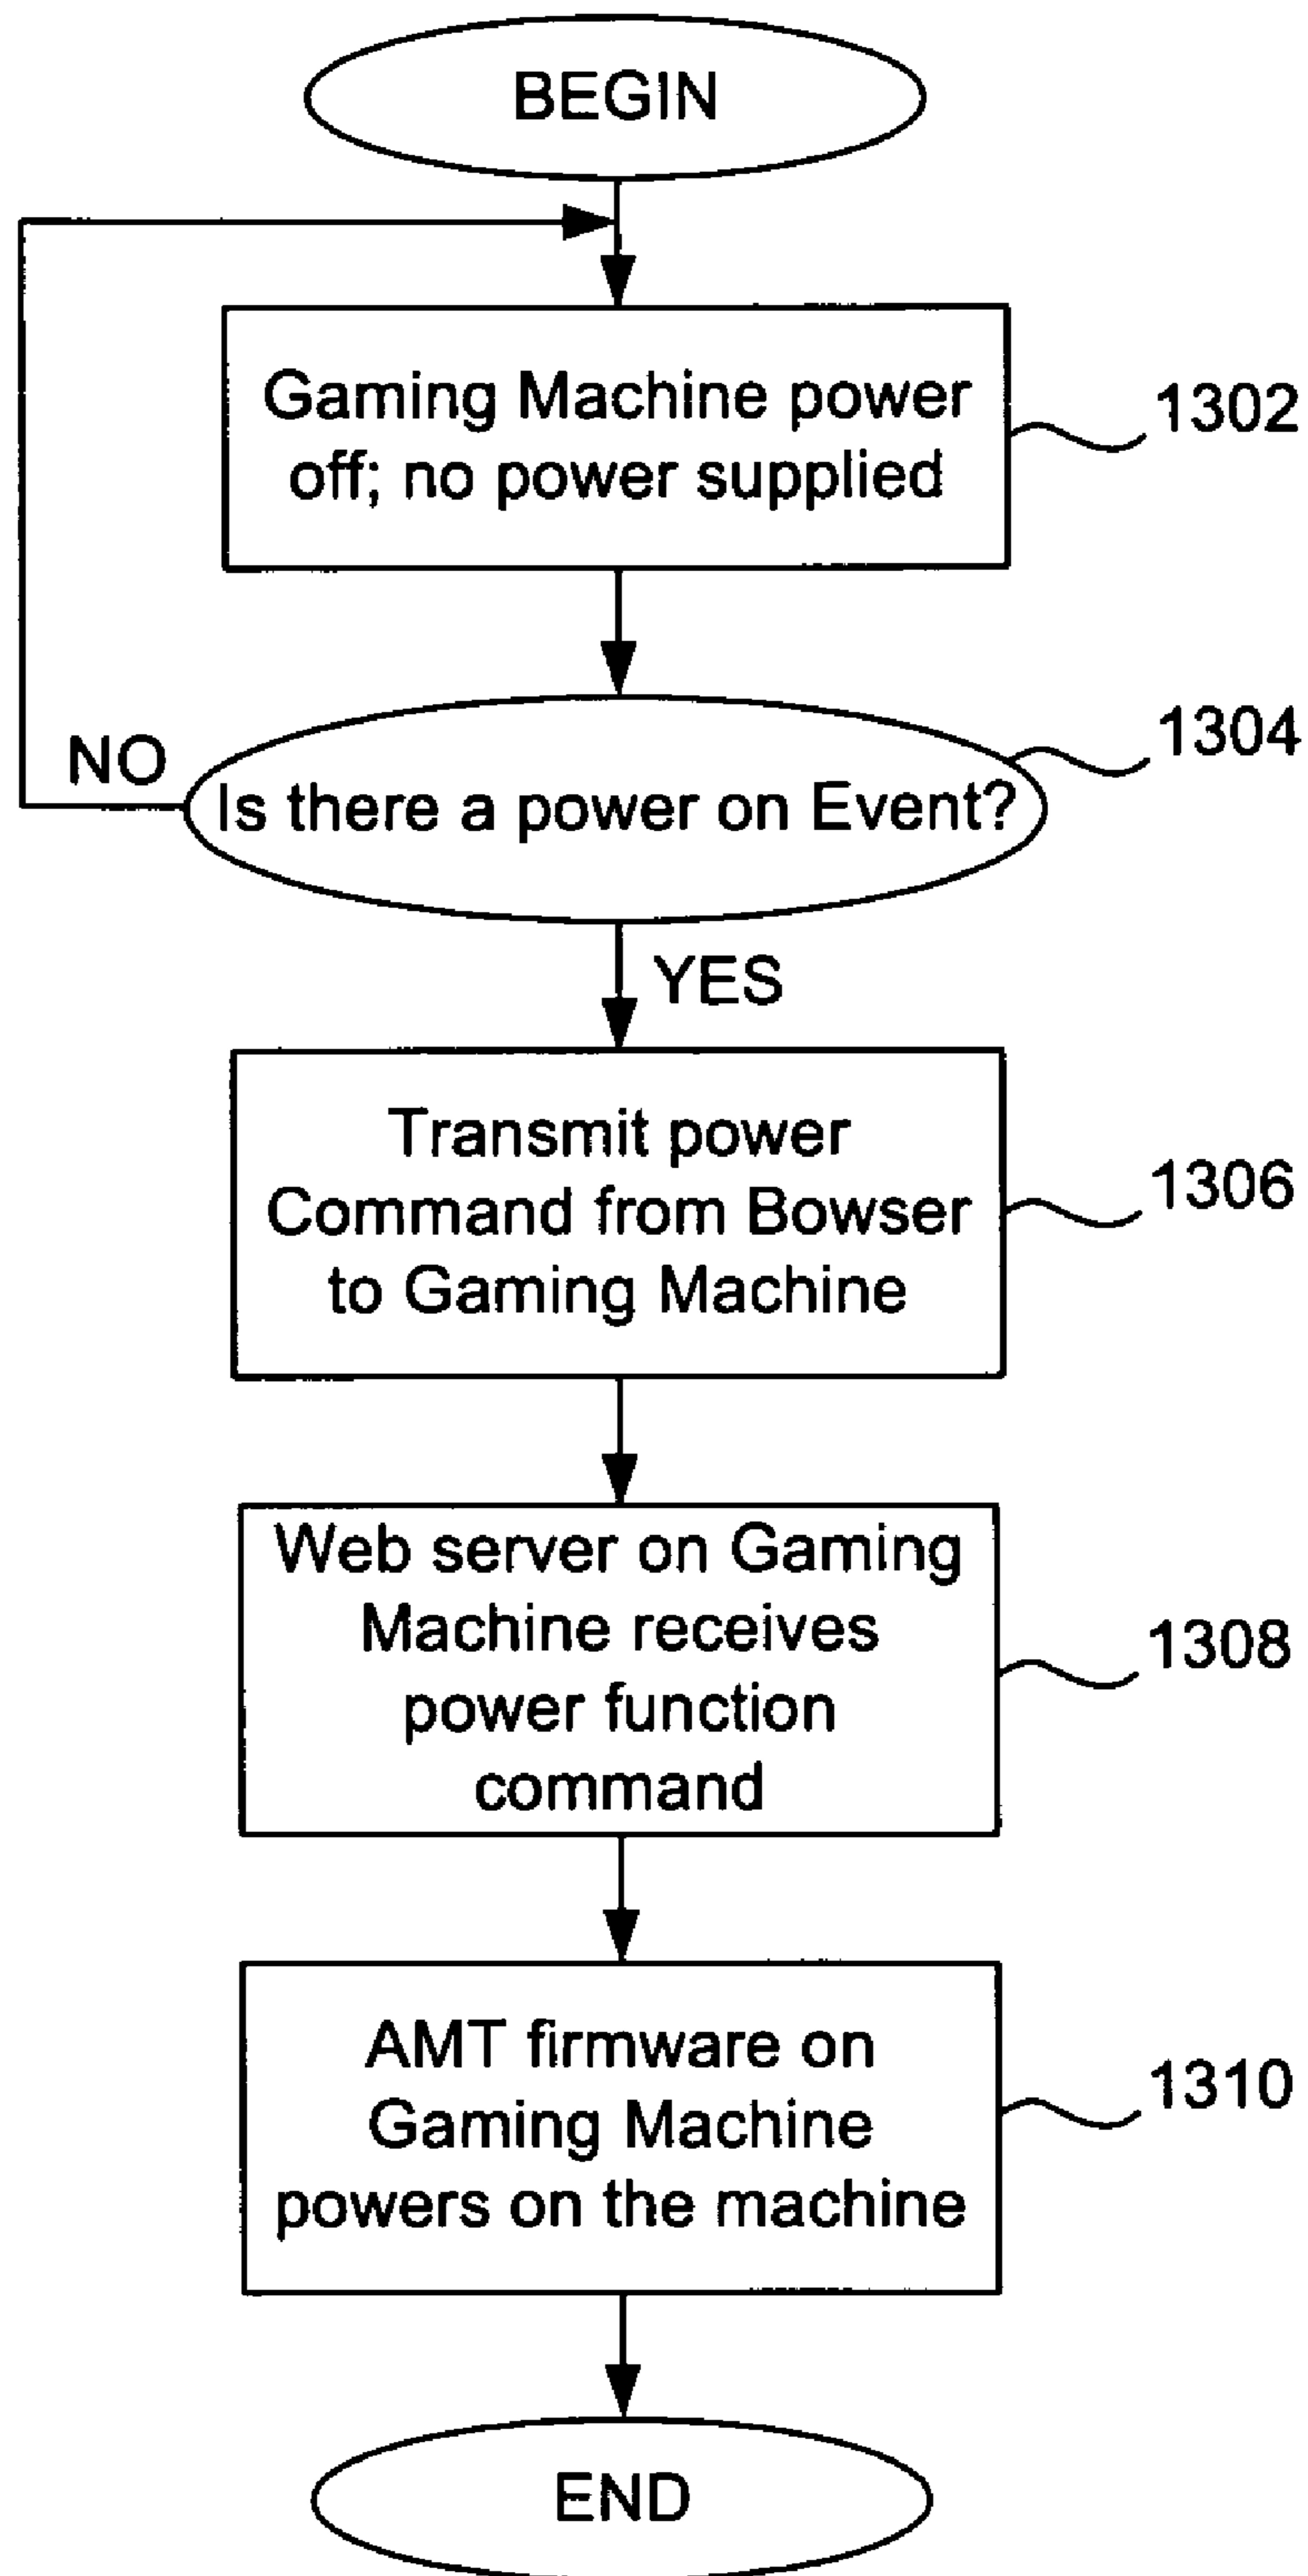 BEGIN
Gaming Machine power
off; no power supplied
1302
1304
NO
Is there a power on Event?
YES
Transmit power
Command from Bowser
to Gaming Machine
1306
Web server on Gaming
Machine receives
power function
command
1308
AMT firmware on
Gaming Machine
powers on the machine
1310
END